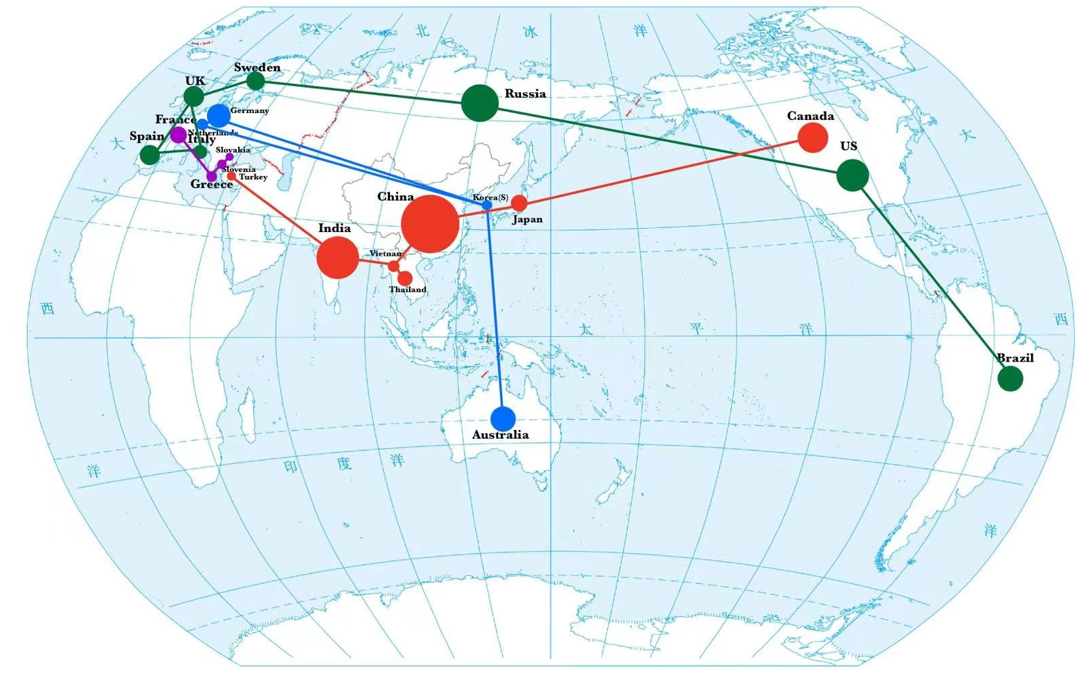 北 冰 洋
Sweden
UK
Russia
Germany
Canada
France
Netherlands
Spain
Italy
大
大
US
Slovakia
Slovenia
Turkey
Greece
China
Korea(S)
Japan
India
Vietnam
Thailand
西
太 平 洋
西
Brazil
Australia
洋
印 度 洋
洋